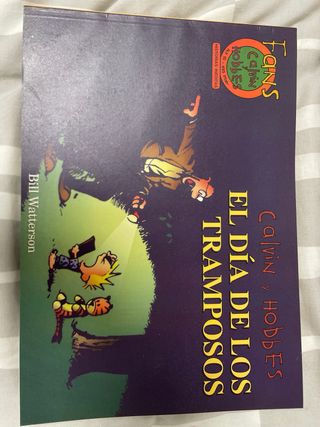 Fans
Calvin
HOBBES
Calvin y HOBBES
EL DÍA DE LOS
TRAMPOSOS
Bill Watterson